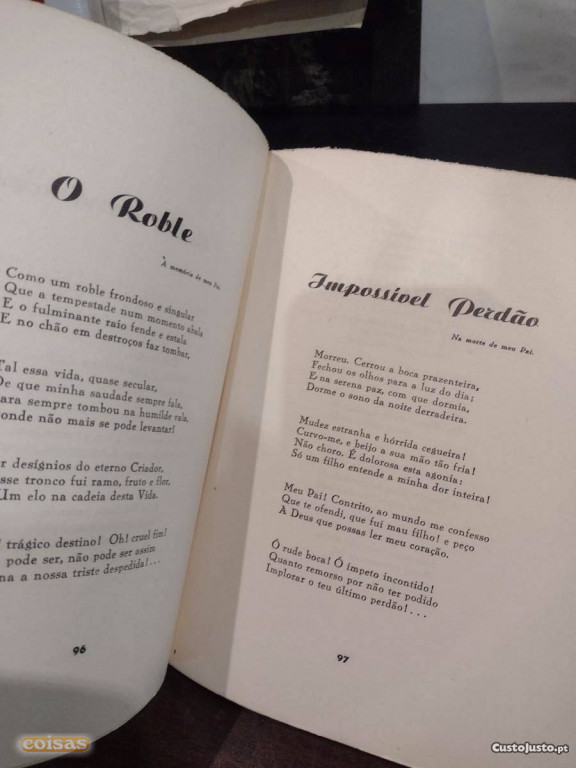 O Roble
À memória de meu Pai.
Como um roble frondoso e singular
Que a tempestade num momento abala
E o fulminante raio fende e estala
E no chão em destroços faz tombar,
Tal essa vida, quase secular,
De que minha saudade sempre fala,
para sempre tombou na humilde vala,
onde não mais se pode levantar!
r desígnios do eterno Criador,
sse tronco fui ramo, fruto e flor,
Um elo na cadeia desta Vida.
trágico destino! Oh! cruel fim!
pode ser, não pode ser assim
na a nossa triste despedida!...
96
Impossível Perdão
Na morte de meu Pai.
Morreu. Cerrou a boca prazenteira,
Fechou os olhos para a luz do dia;
E na serena paz, com que dormia,
Dorme o sono da noite derradeira.
Mudez estranha e hórrida cegueira!
Curvo-me, e beijo a sua mão tão fria!
Não choro. É dolorosa esta agonia:
Só um filho entende a minha dor inteira!
Meu Pai! Contrito, ao mundo me confesso
Que te ofendi, que fui mau filho! e peço
A Deus que possas ler meu coração.
Ó rude boca! Ó ímpeto incontido!
Quanto remorso por não ter podido
Implorar o teu último perdão!...
97
coisas
CustoJusto.pt